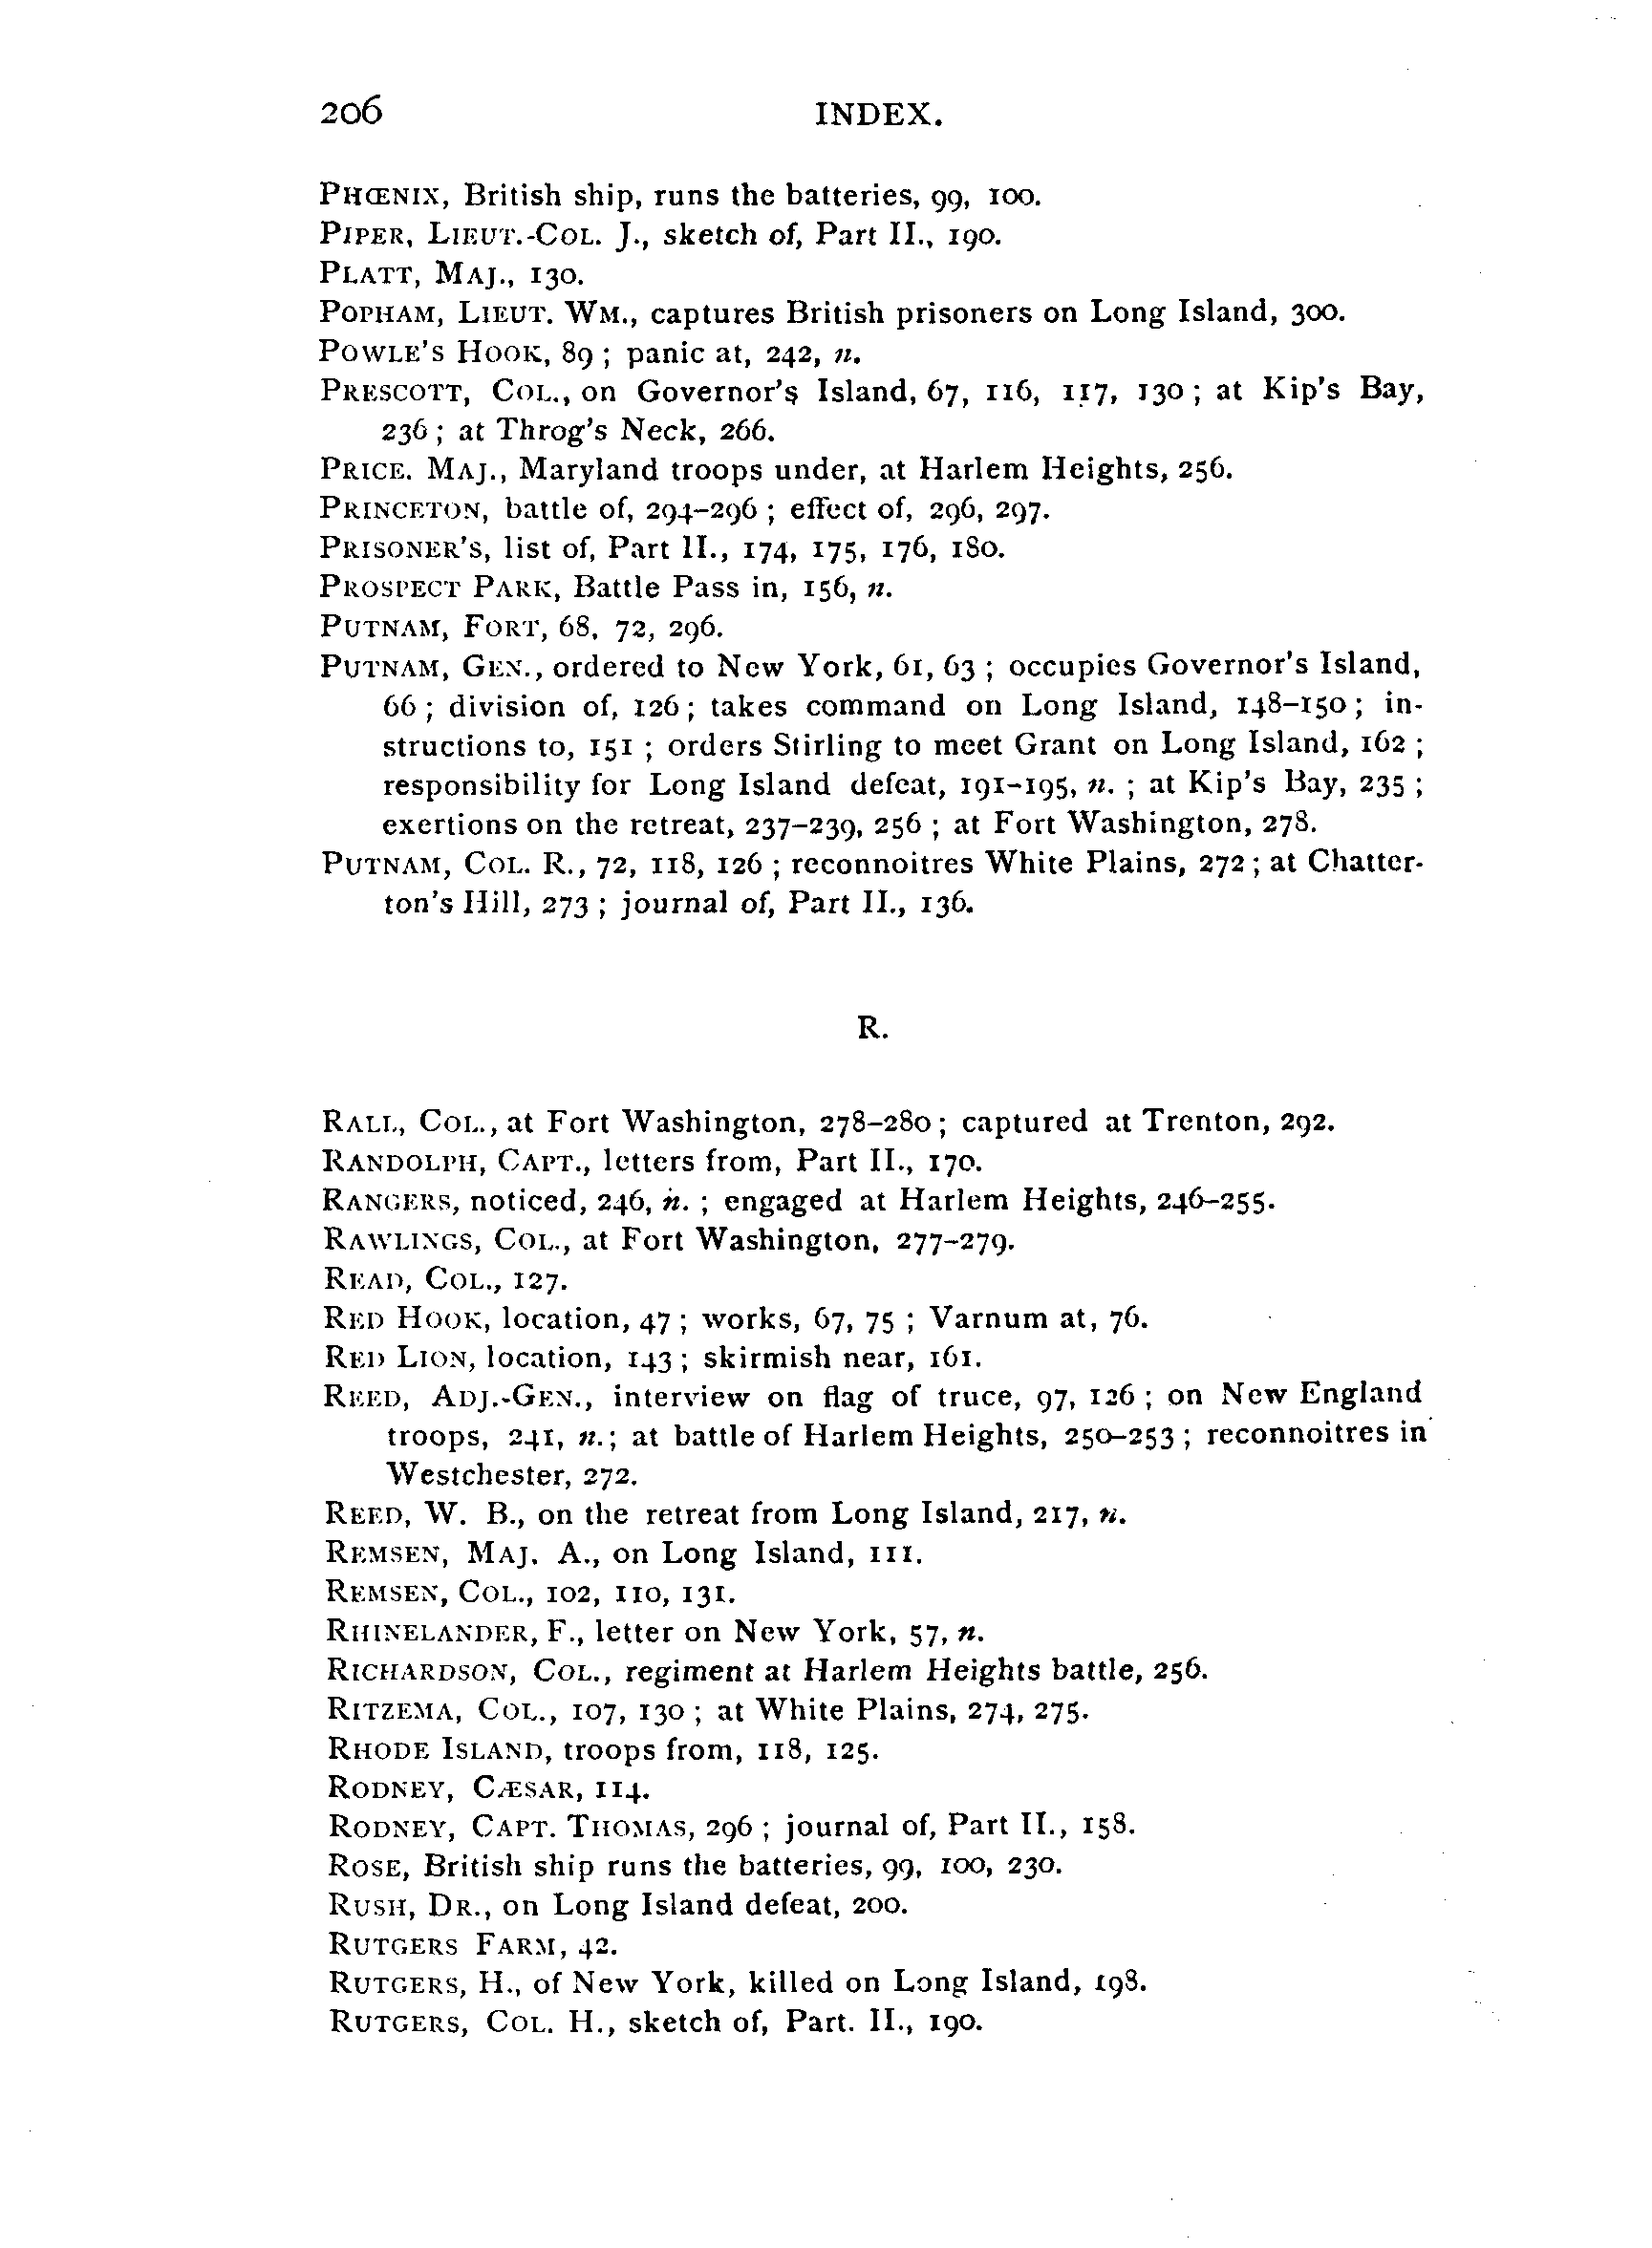 206 INDEX.
PHŒNIX, British ship, runs the batteries, 99, 100.
PIPER, LIEUT.-COL. J., sketch of, Part II., 190.
PLATT, MAJ., 130.
POPHAM, LIEUT. WM., captures British prisoners on Long Island, 300.
POWLE'S HOOK, 89 ; panic at, 242, n.
PRESCOTT, COL., on Governor's Island, 67, 116, 117, 130 ; at Kip's Bay,
236 ; at Throg's Neck, 266.
PRICE. MAJ., Maryland troops under, at Harlem Heights, 256.
PRINCETON, battle of, 294–296 ; effect of, 296, 297.
PRISONER'S, list of, Part II., 174, 175, 176, 180.
PROSPECT PARK, Battle Pass in, 156, n.
PUTNAM, FORT, 68, 72, 296.
PUTNAM, GEN., ordered to New York, 61, 63 ; occupies Governor's Island,
66 ; division of, 126 ; takes command on Long Island, 148–150 ; in-
structions to, 151 ; orders Stirling to meet Grant on Long Island, 162 ;
responsibility for Long Island defeat, 191–195, n. ; at Kip's Bay, 235 ;
exertions on the retreat, 237–239, 256 ; at Fort Washington, 278.
PUTNAM, COL. R., 72, 118, 126 ; reconnoitres White Plains, 272 ; at Chatter-
ton's Hill, 273 ; journal of, Part II., 136.
R.
RALL, COL., at Fort Washington, 278–280 ; captured at Trenton, 292.
RANDOLPH, CAPT., letters from, Part II., 170.
RANGERS, noticed, 246, n. ; engaged at Harlem Heights, 246–255.
RAWLINGS, COL., at Fort Washington, 277–279.
READ, COL., 127.
RED HOOK, location, 47 ; works, 67, 75 ; Varnum at, 76.
RED LION, location, 143 ; skirmish near, 161.
REED, ADJ.-GEN., interview on flag of truce, 97, 126 ; on New England
troops, 241, n. ; at battle of Harlem Heights, 250–253 ; reconnoitres in
Westchester, 272.
REED, W. B., on the retreat from Long Island, 217, n.
REMSEN, MAJ. A., on Long Island, 111.
REMSEN, COL., 102, 110, 131.
RHINELANDER, F., letter on New York, 57, n.
RICHARDSON, COL., regiment at Harlem Heights battle, 256.
RITZEMA, COL., 107, 130 ; at White Plains, 274, 275.
RHODE ISLAND, troops from, 118, 125.
RODNEY, CÆSAR, 114.
RODNEY, CAPT. THOMAS, 296 ; journal of, Part II., 158.
ROSE, British ship runs the batteries, 99, 100, 230.
RUSH, DR., on Long Island defeat, 200.
RUTGERS FARM, 42.
RUTGERS, H., of New York, killed on Long Island, 198.
RUTGERS, COL. H., sketch of, Part. II., 190.